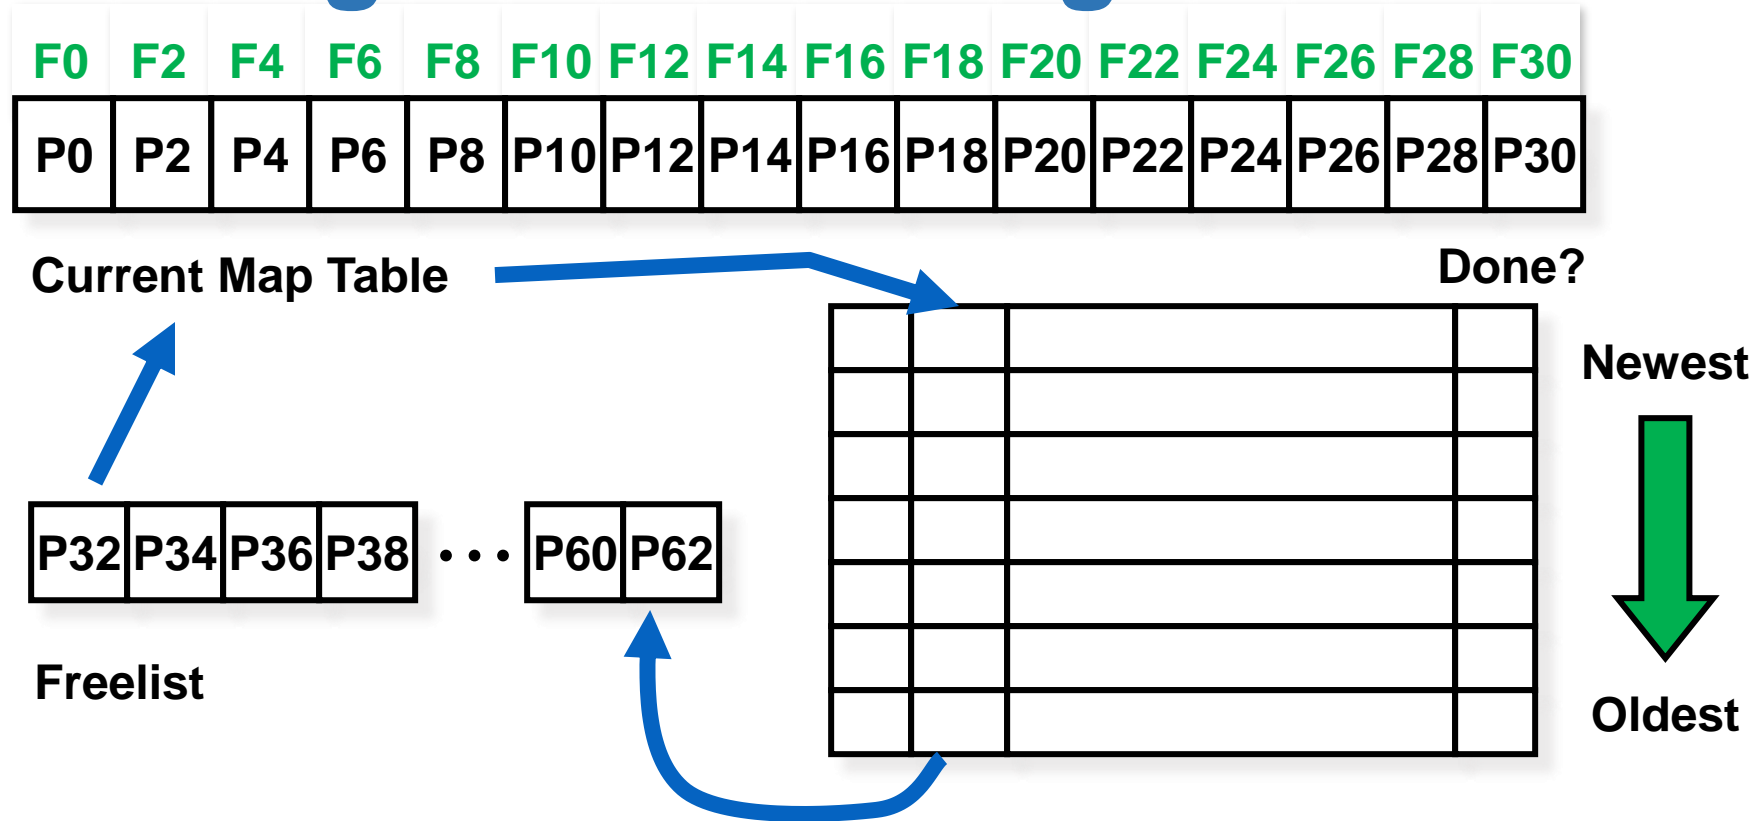 F0 F2 F4 F6 F8 F10 F12 F14 F16 F18 F20 F22 F24 F26 F28 F30
P0 P2 P4 P6 P8 P10 P12 P14 P16 P18 P20 P22 P24 P26 P28 P30
Current Map Table
Done?
Newest
P32 P34 P36 P38 ··· P60 P62
Freelist
Oldest